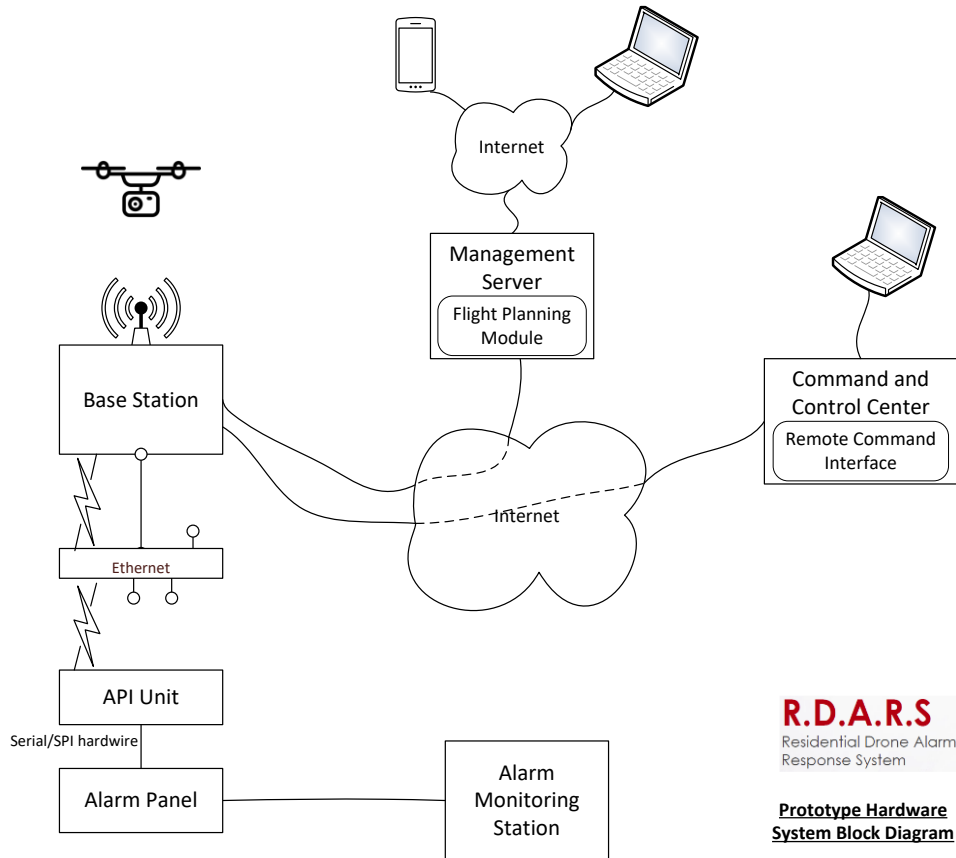 Internet
Management
Server
Flight Planning
Module
Base Station
Command and
Control Center
Remote Command
Interface
Internet
Ethernet
API Unit
Serial/SPI hardwire
Alarm Panel
Alarm
Monitoring
Station
R.D.A.R.S
Residential Drone Alarm
Response System
Prototype Hardware
System Block Diagram